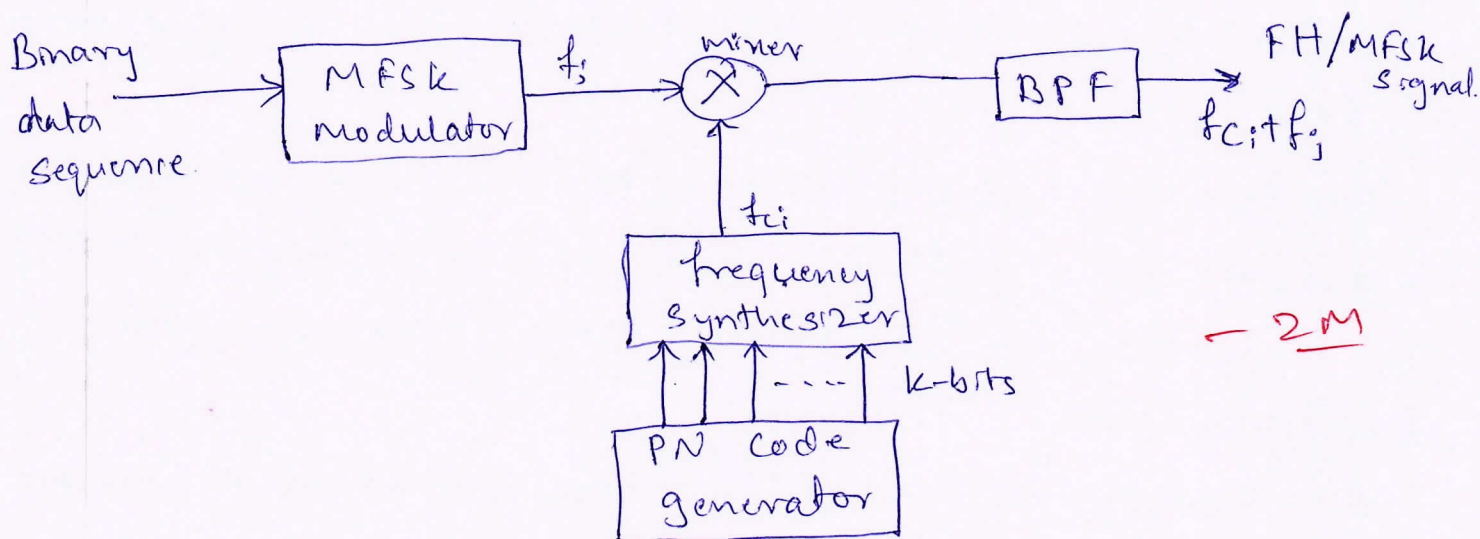 Binary
data
sequence.
MFSK
Modulator
fj
mixer
X
BPF
FH/MFSK
signal.
fci+fj
fci
frequency
synthesizer
- 2M
.... k-bits
PN code
generator